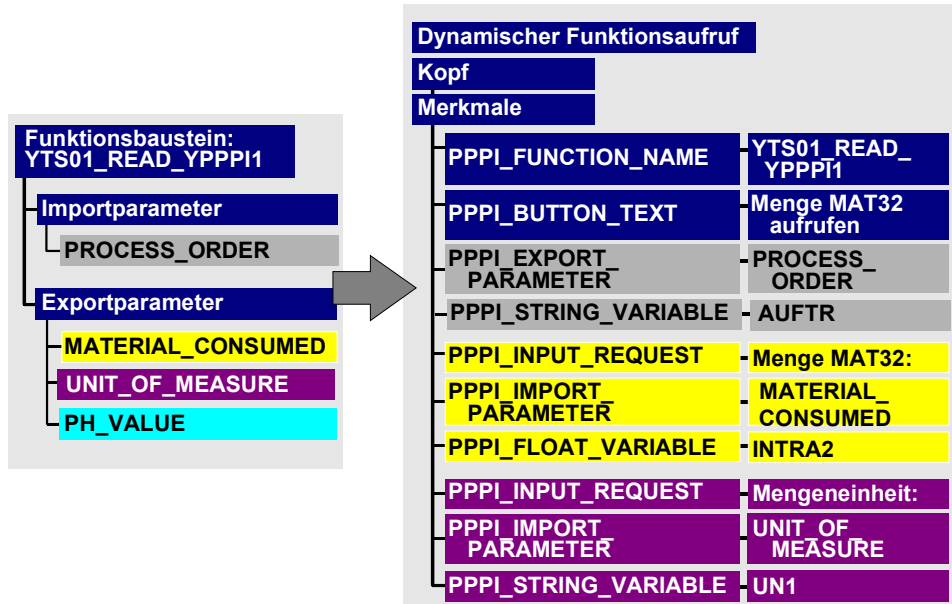 Funktionsbaustein:
YTS01_READ_YPPPI1
Importparameter
PROCESS_ORDER
Exportparameter
MATERIAL_CONSUMED
UNIT_OF_MEASURE
PH_VALUE
Dynamischer Funktionsaufruf
Kopf
Merkmale
PPPI_FUNCTION_NAME
YTS01_READ_
YPPPI1
PPPI_BUTTON_TEXT
Menge MAT32
aufrufen
PPPI_EXPORT_
PARAMETER
PROCESS_
ORDER
PPPI_STRING_VARIABLE
AUFTR
PPPI_INPUT_REQUEST
Menge MAT32:
PPPI_IMPORT_
PARAMETER
MATERIAL_
CONSUMED
PPPI_FLOAT_VARIABLE
INTRA2
PPPI_INPUT_REQUEST
Mengeneinheit:
PPPI_IMPORT_
PARAMETER
UNIT_OF_
MEASURE
PPPI_STRING_VARIABLE
UN1